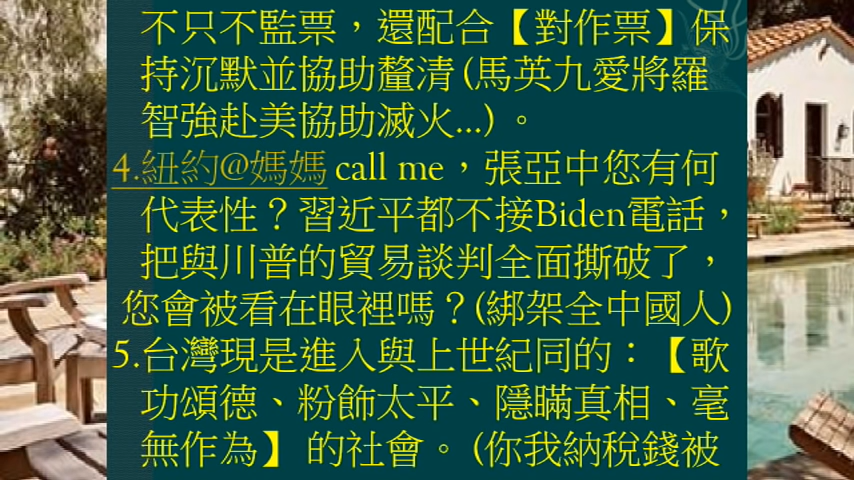 不只不監票，還配合【對作票】保
持沉默並協助釐清(馬英九愛將羅
智強赴美協助滅火...) 。
4.紐約@媽媽 call me，張亞中您有何
代表性？習近平都不接Biden電話，
把與川普的貿易談判全面撕破了，
您會被看在眼裡嗎？(綁架全中國人)
5.台灣現是進入與上世紀同的：【歌
功頌德、粉飾太平、隱瞞真相、毫
無作為】 的社會。 (你我納稅錢被